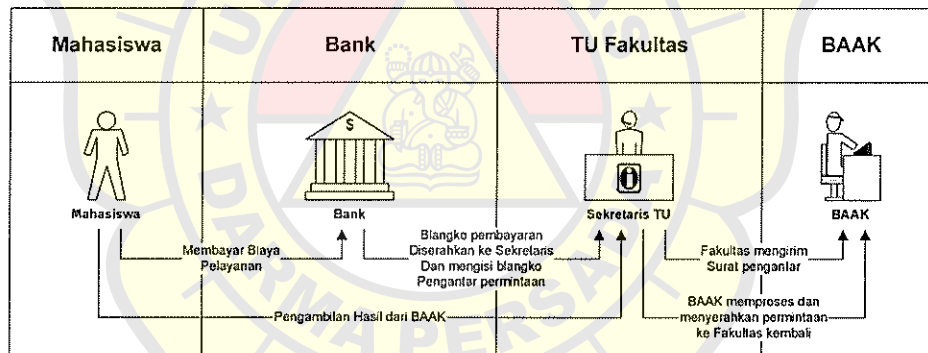 Mahasiswa
Bank
TU Fakultas
BAAK
$
Mahasiswa
Bank
Sekretaris TU
BAAK
Membayar Biaya
Pelayanan
Blangko pembayaran
Diserahkan ke Sekretaris
Dan mengisi blangko
Pengantar permintaan
Fakultas mengirim
Surat pengantar
Pengambilan Hasil dari BAAK
BAAK memproses dan
menyerahkan permintaan
ke Fakultas kembali
DARMA PERSADA